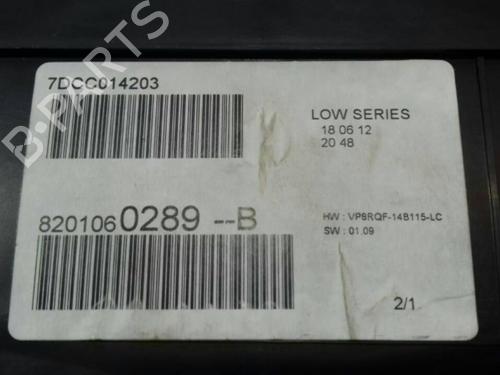 7DCC014203
LOW SERIES
18 06 12
20 48
8201060289 --B
HW : VP8RQF-14B115-LC
SW : 01.09
2/1
B-PARTS